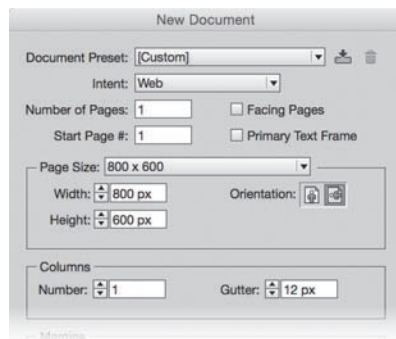 New Document
Document Preset: [Custom]
Intent: Web
Number of Pages: 1 Facing Pages
Start Page #: 1 Primary Text Frame
Page Size: 800 x 600
Width: 800 px Orientation:
Height: 600 px
Columns
Number: 1 Gutter: 12 px
Margins